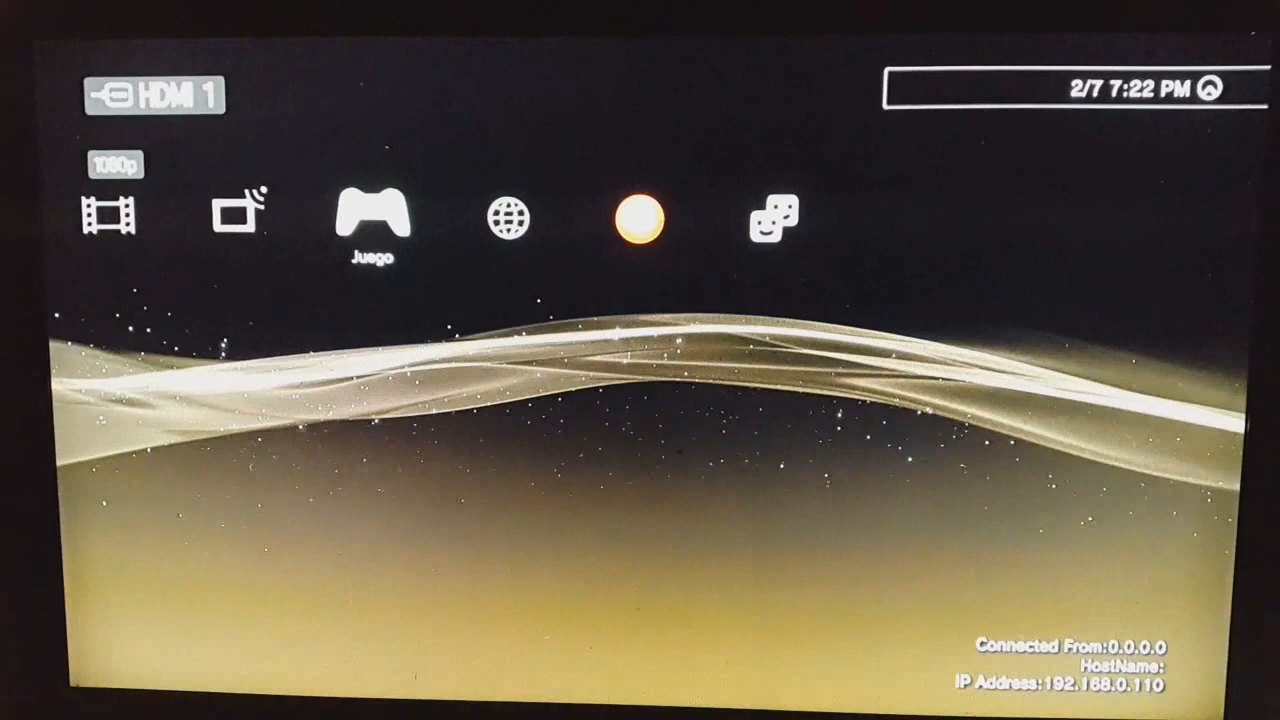 HDMI 1
2/7 7:22 PM
1080p
Juego
Connected From:0.0.0.0
HostName:
IP Address:192.168.0.110